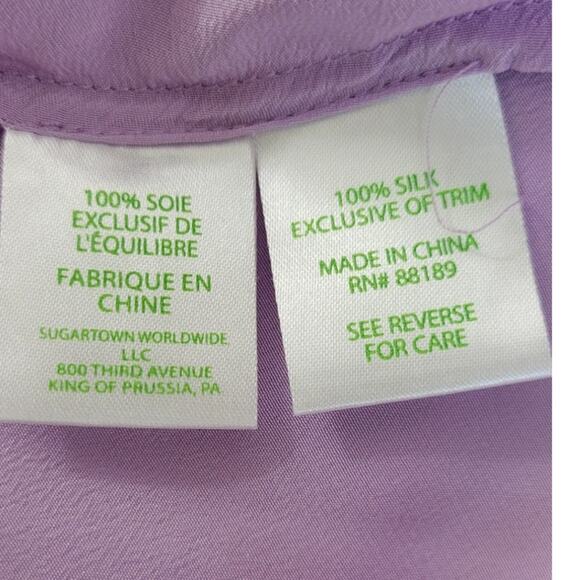 100% SOIE
EXCLUSIF DE
L'ÉQUILIBRE
FABRIQUE EN
CHINE
SUGARTOWN WORLDWIDE,
LLC
800 THIRD AVENUE
KING OF PRUSSIA, PA
100% SILK
EXCLUSIVE OF TRIM
MADE IN CHINA
RN# 88189
SEE REVERSE
FOR CARE